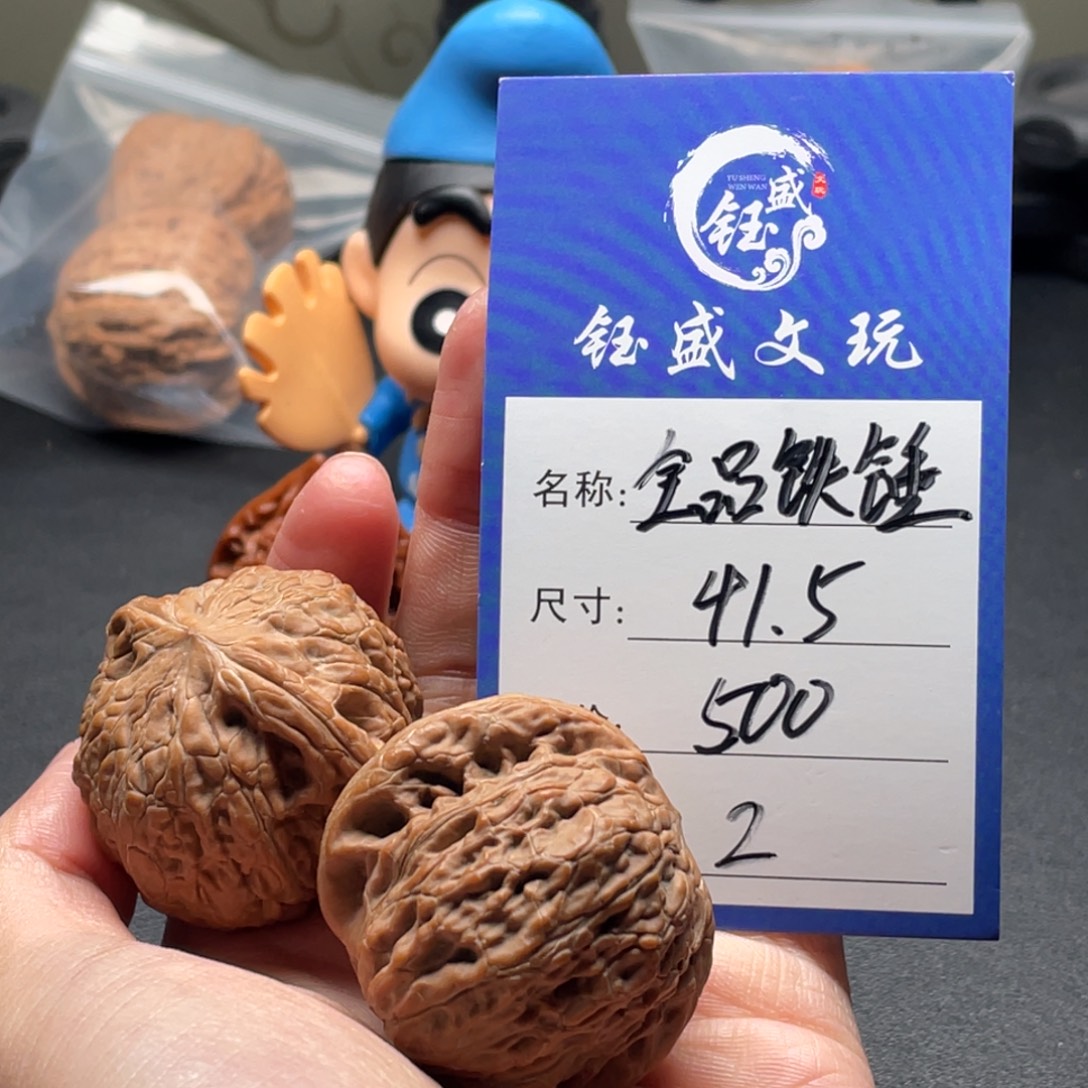 YU SHENG
WEN WAN
钰盛
文玩
钰盛文玩
名称: 全品铁锤
尺寸: 41.5
500
2